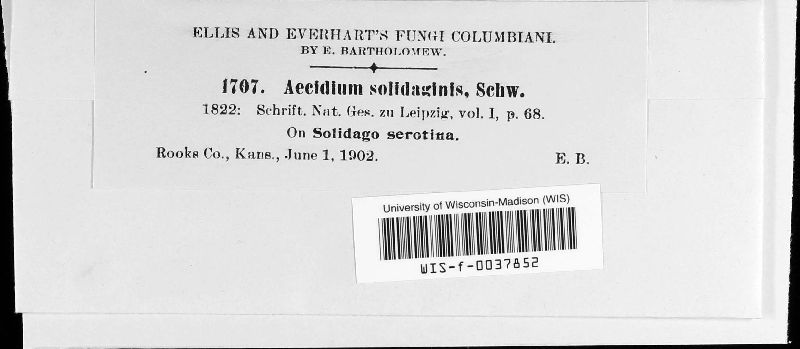 ELLIS AND EVERHART'S FUNGI COLUMBIANI.
BY E. BARTHOLOMEW.
1707. Aecidium solidaginis, Schw.
1822: Schrift. Nat. Ges. zu Leipzig, vol. I, p. 68.
On Solidago serotina.
Rooks Co., Kans., June 1, 1902. E. B.
University of Wisconsin-Madison (WIS)
WIS-f-0037852